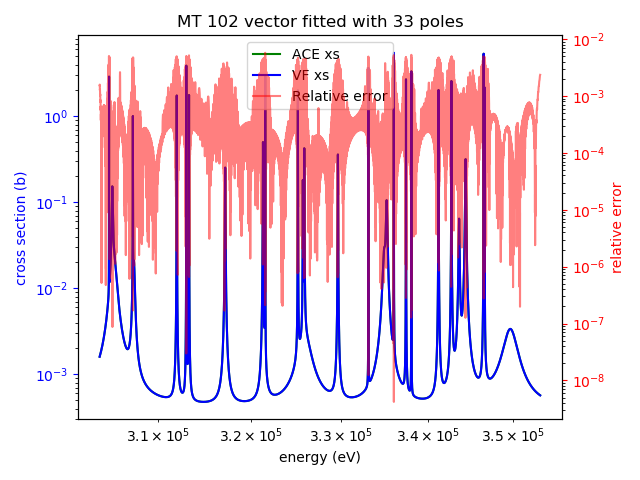 MT 102 vector fitted with 33 poles
ACE xs
VF xs
Relative error
cross section (b)
10⁰
10⁻¹
10⁻²
10⁻³
relative error
10⁻²
10⁻³
10⁻⁴
10⁻⁵
10⁻⁶
10⁻⁷
10⁻⁸
3.1 × 10⁵ 3.2 × 10⁵ 3.3 × 10⁵ 3.4 × 10⁵ 3.5 × 10⁵
energy (eV)